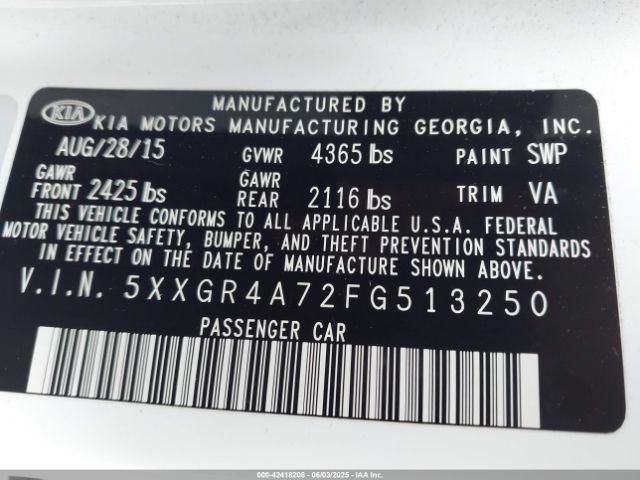 KIA
MANUFACTURED BY
KIA MOTORS MANUFACTURING GEORGIA, INC.
AUG/28/15 GVWR 4365 lbs PAINT SWP
GAWR FRONT 2425 lbs GAWR REAR 2116 lbs TRIM VA
THIS VEHICLE CONFORMS TO ALL APPLICABLE U.S.A. FEDERAL
MOTOR VEHICLE SAFETY, BUMPER, AND THEFT PREVENTION STANDARDS
IN EFFECT ON THE DATE OF MANUFACTURE SHOWN ABOVE.
V.I.N. 5XXGR4A72FG513250
PASSENGER CAR
000-42418208 - 06/03/2025 - IAAI.CA